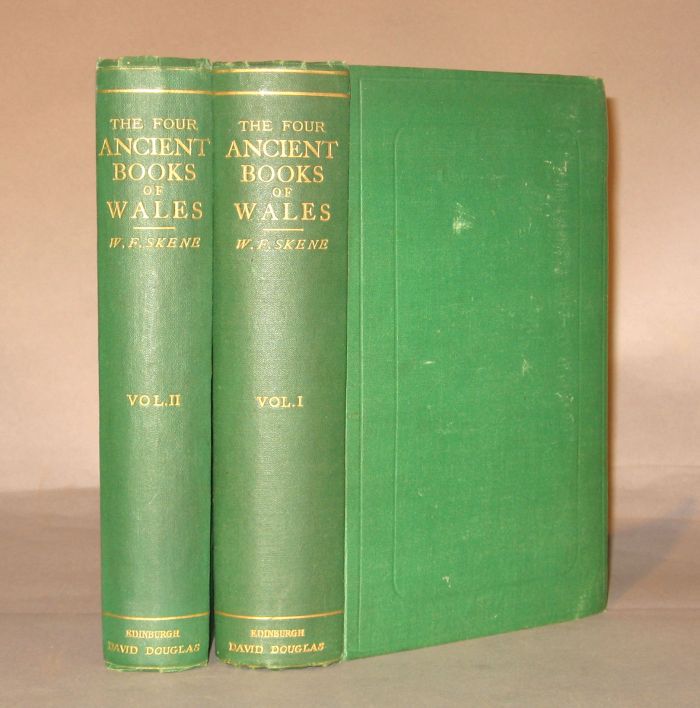 THE FOUR
ANCIENT
BOOKS
OF
WALES
W. F. SKENE
VOL. II
EDINBURGH
DAVID DOUGLAS
THE FOUR
ANCIENT
BOOKS
OF
WALES
W. F. SKENE
VOL. I
EDINBURGH
DAVID DOUGLAS